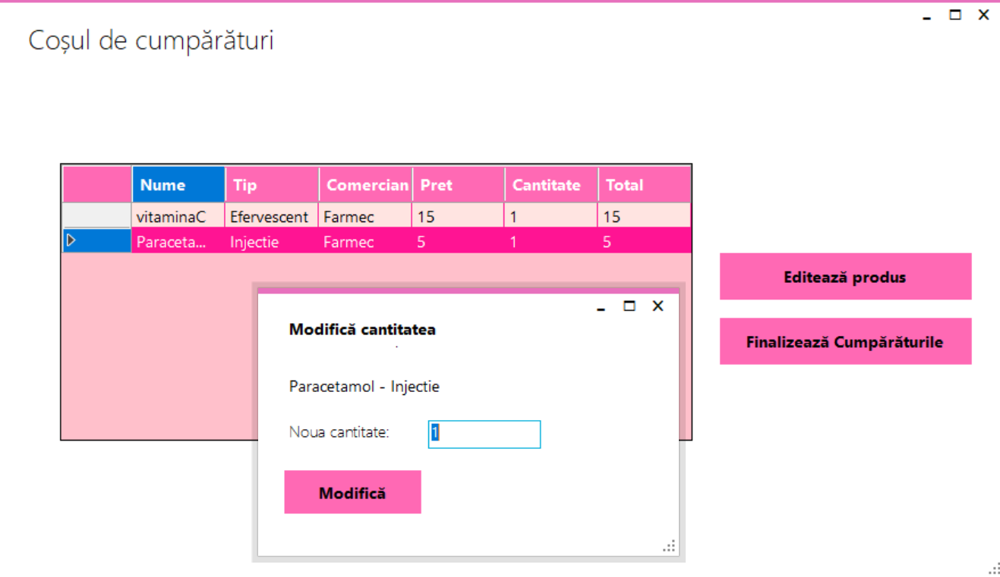 Coșul de cumpărături
Nume Tip Comercian Pret Cantitate Total
vitaminaC Efervescent Farmec 15 1 15
Paraceta... Injectie Farmec 5 1 5
Editează produs
Finalizează Cumpărăturile
Modifică cantitatea
Paracetamol - Injectie
Noua cantitate: 1
Modifică